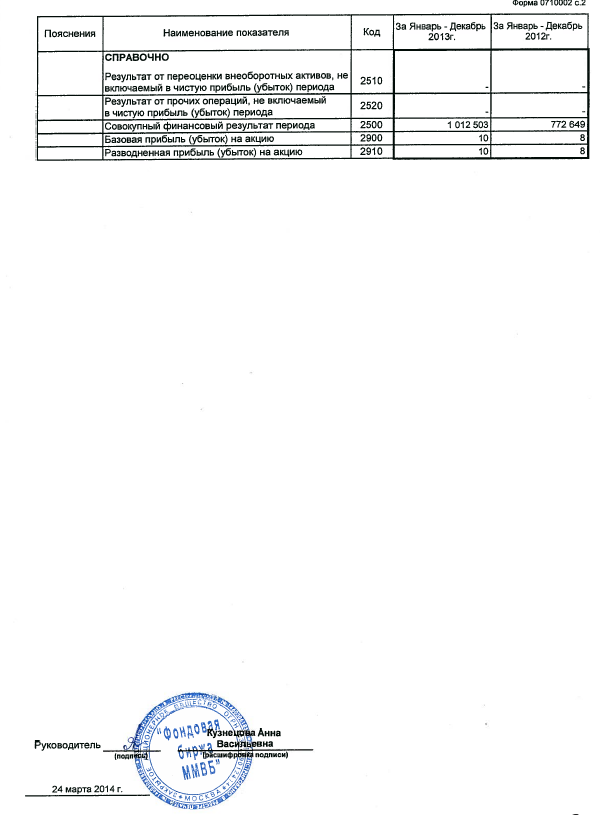 Форма 0710002 с.2
Пояснения Наименование показателя Код За Январь - Декабрь 2013г. За Январь - Декабрь 2012г.
СПРАВОЧНО
Результат от переоценки внеоборотных активов, не
включаемый в чистую прибыль (убыток) периода 2510 - -
Результат от прочих операций, не включаемый
в чистую прибыль (убыток) периода 2520 - -
Совокупный финансовый результат периода 2500 1 012 503 772 649
Базовая прибыль (убыток) на акцию 2900 10 8
Разводненная прибыль (убыток) на акцию 2910 10 8
"Фондовая
биржа
ММВБ"
МОСКВА
Кузнецова Анна
Руководитель Васильевна
(подпись) (расшифровка подписи)
24 марта 2014 г.